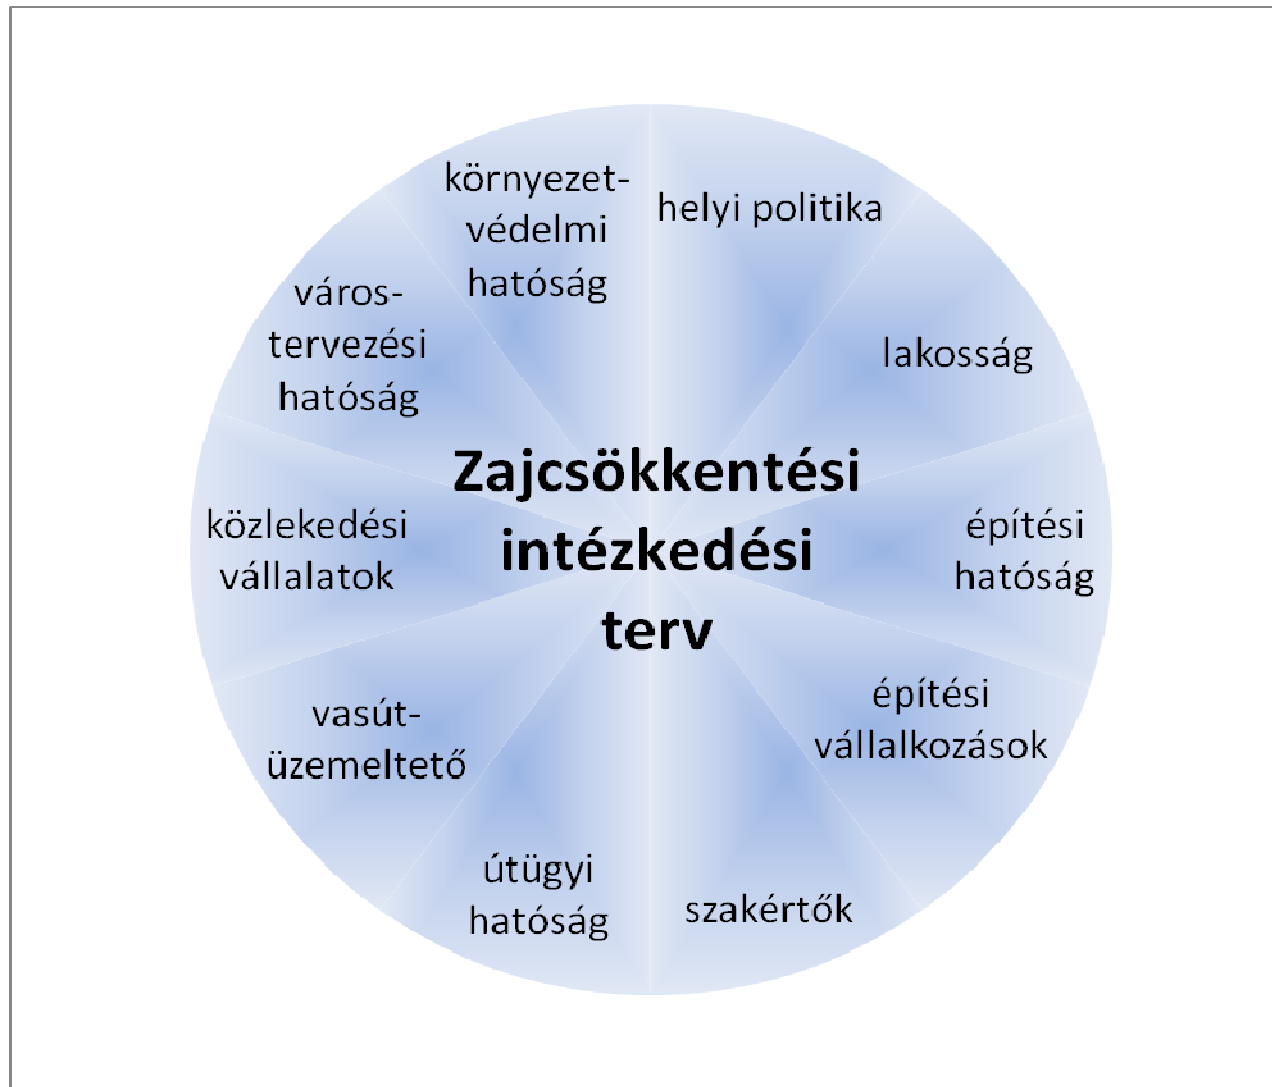 környezet-
védelmi
hatóság
helyi politika
város-
tervezési
hatóság
lakosság
Zajcsökkentési
intézkedési
terv
közlekedési
vállalatok
építési
hatóság
vasút-
üzemeltető
építési
vállalkozások
útügyi
hatóság
szakértők